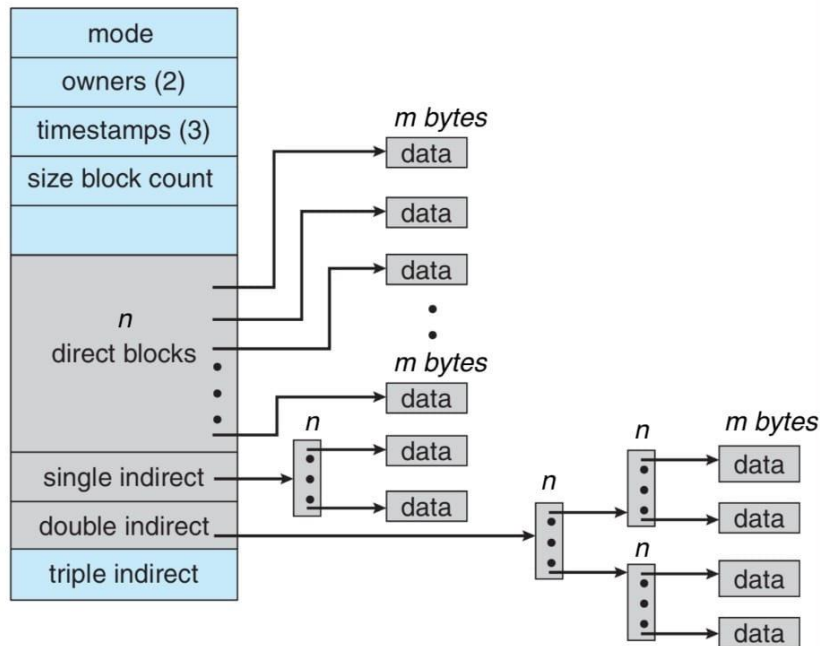 mode
owners (2)
timestamps (3)
size block count
n
direct blocks
single indirect
double indirect
triple indirect
m bytes
data
data
data
m bytes
data
n
data
data
n
n
m bytes
data
data
n
data
data